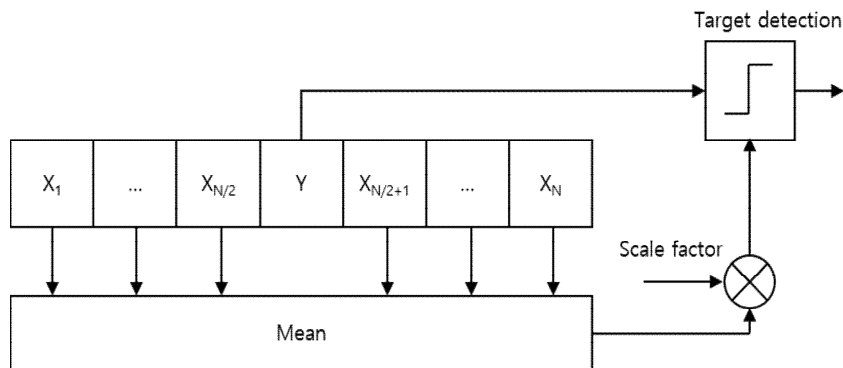 Target detection
X1 ... XN/2 Y XN/2+1 ... XN
Scale factor
Mean